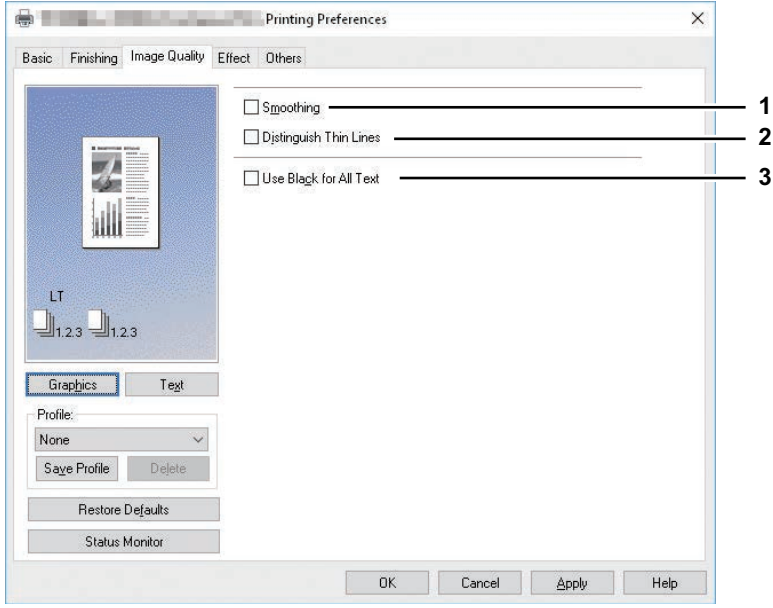 Printing Preferences
Basic Finishing Image Quality Effect Others
Smoothing 1
Distinguish Thin Lines 2
Use Black for All Text 3
LT
1.2.3 1.2.3
Graphics Text
Profile:
None
Save Profile Delete
Restore Defaults
Status Monitor
OK Cancel Apply Help